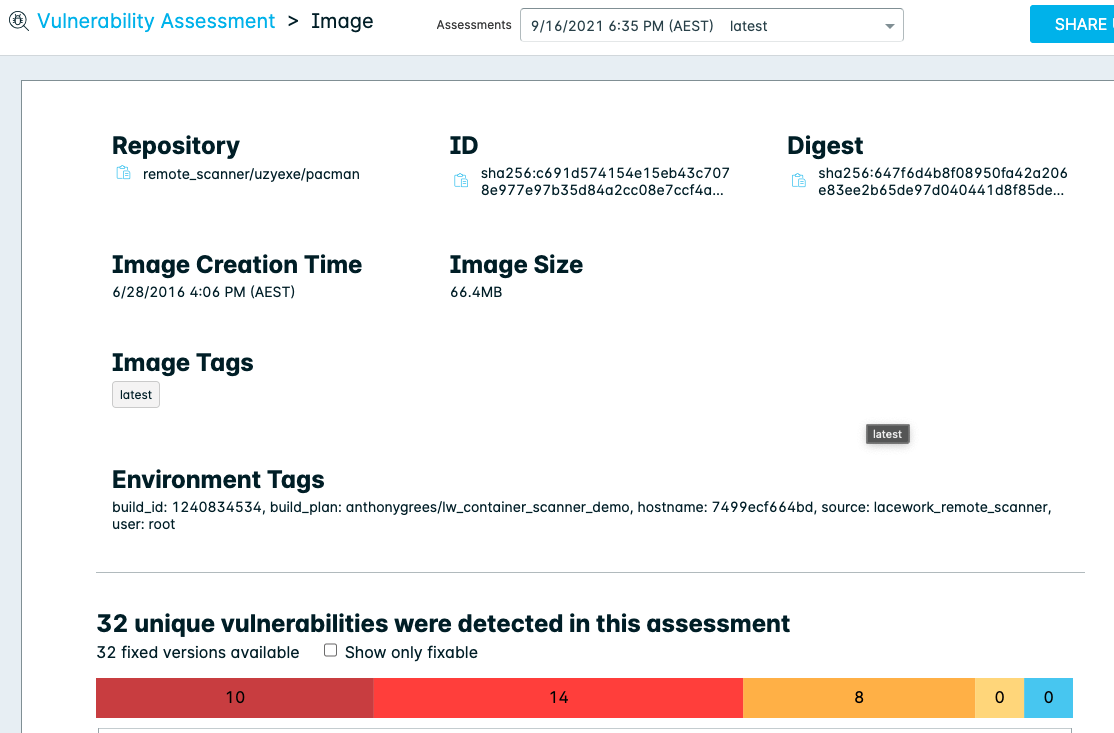 Vulnerability Assessment > Image
Assessments
9/16/2021 6:35 PM (AEST) latest
SHARE
Repository
remote_scanner/uzyexe/pacman
ID
sha256:c691d574154e15eb43c707
8e977e97b35d84a2cc08e7ccf4a...
Digest
sha256:647f6d4b8f08950fa42a206
e83ee2b65de97d040441d8f85de...
Image Creation Time
6/28/2016 4:06 PM (AEST)
Image Size
66.4MB
Image Tags
latest
latest
Environment Tags
build_id: 1240834534, build_plan: anthonygrees/lw_container_scanner_demo, hostname: 7499ecf664bd, source: lacework_remote_scanner,
user: root
32 unique vulnerabilities were detected in this assessment
32 fixed versions available Show only fixable
10 14 8 0 0